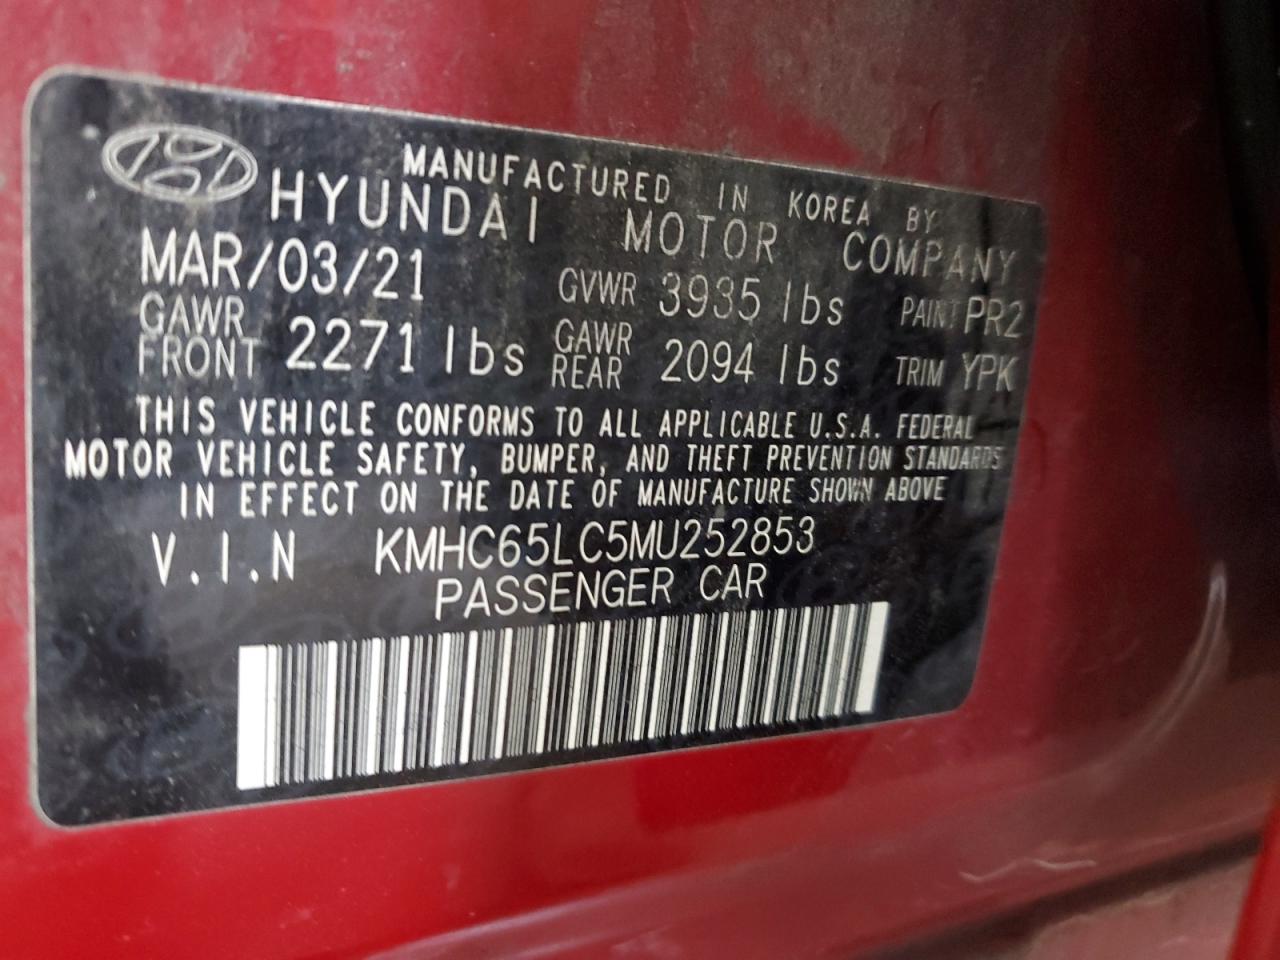 MANUFACTURED IN KOREA BY
HYUNDAI MOTOR COMPANY
MAR/03/21 GVWR 3935 lbs PAINT PR2
GAWR FRONT 2271 lbs GAWR REAR 2094 lbs TRIM YPK
THIS VEHICLE CONFORMS TO ALL APPLICABLE U.S.A. FEDERAL
MOTOR VEHICLE SAFETY, BUMPER, AND THEFT PREVENTION STANDARDS
IN EFFECT ON THE DATE OF MANUFACTURE SHOWN ABOVE
V.I.N KMHC65LC5MU252853
PASSENGER CAR